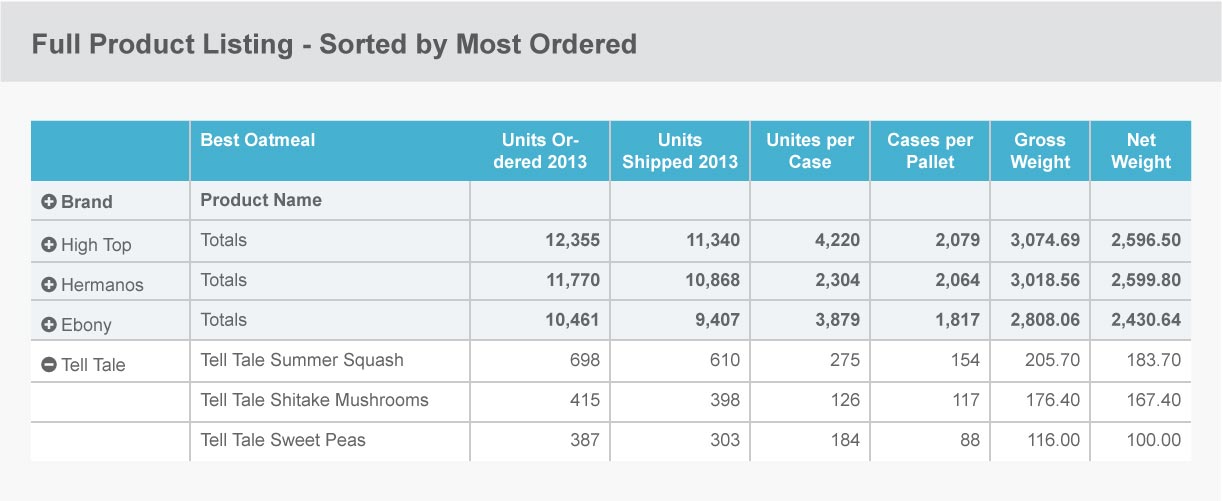 Full Product Listing - Sorted by Most Ordered
Best Oatmeal Units Or- Units Unites per Cases per Gross Net
dered 2013 Shipped 2013 Case Pallet Weight Weight
Brand Product Name
High Top Totals 12,355 11,340 4,220 2,079 3,074.69 2,596.50
Hermanos Totals 11,770 10,868 2,304 2,064 3,018.56 2,599.80
Ebony Totals 10,461 9,407 3,879 1,817 2,808.06 2,430.64
Tell Tale Tell Tale Summer Squash 698 610 275 154 205.70 183.70
Tell Tale Shitake Mushrooms 415 398 126 117 176.40 167.40
Tell Tale Sweet Peas 387 303 184 88 116.00 100.00